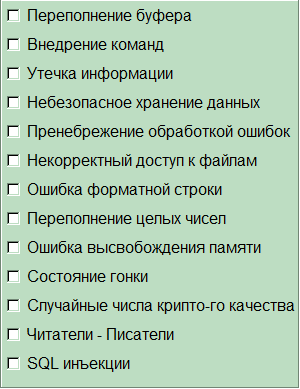 Переполнение буфера
Внедрение команд
Утечка информации
Небезопасное хранение данных
Пренебрежение обработкой ошибок
Некорректный доступ к файлам
Ошибка форматной строки
Переполнение целых чисел
Ошибка высвобождения памяти
Состояние гонки
Случайные числа крипто-го качества
Читатели - Писатели
SQL инъекции